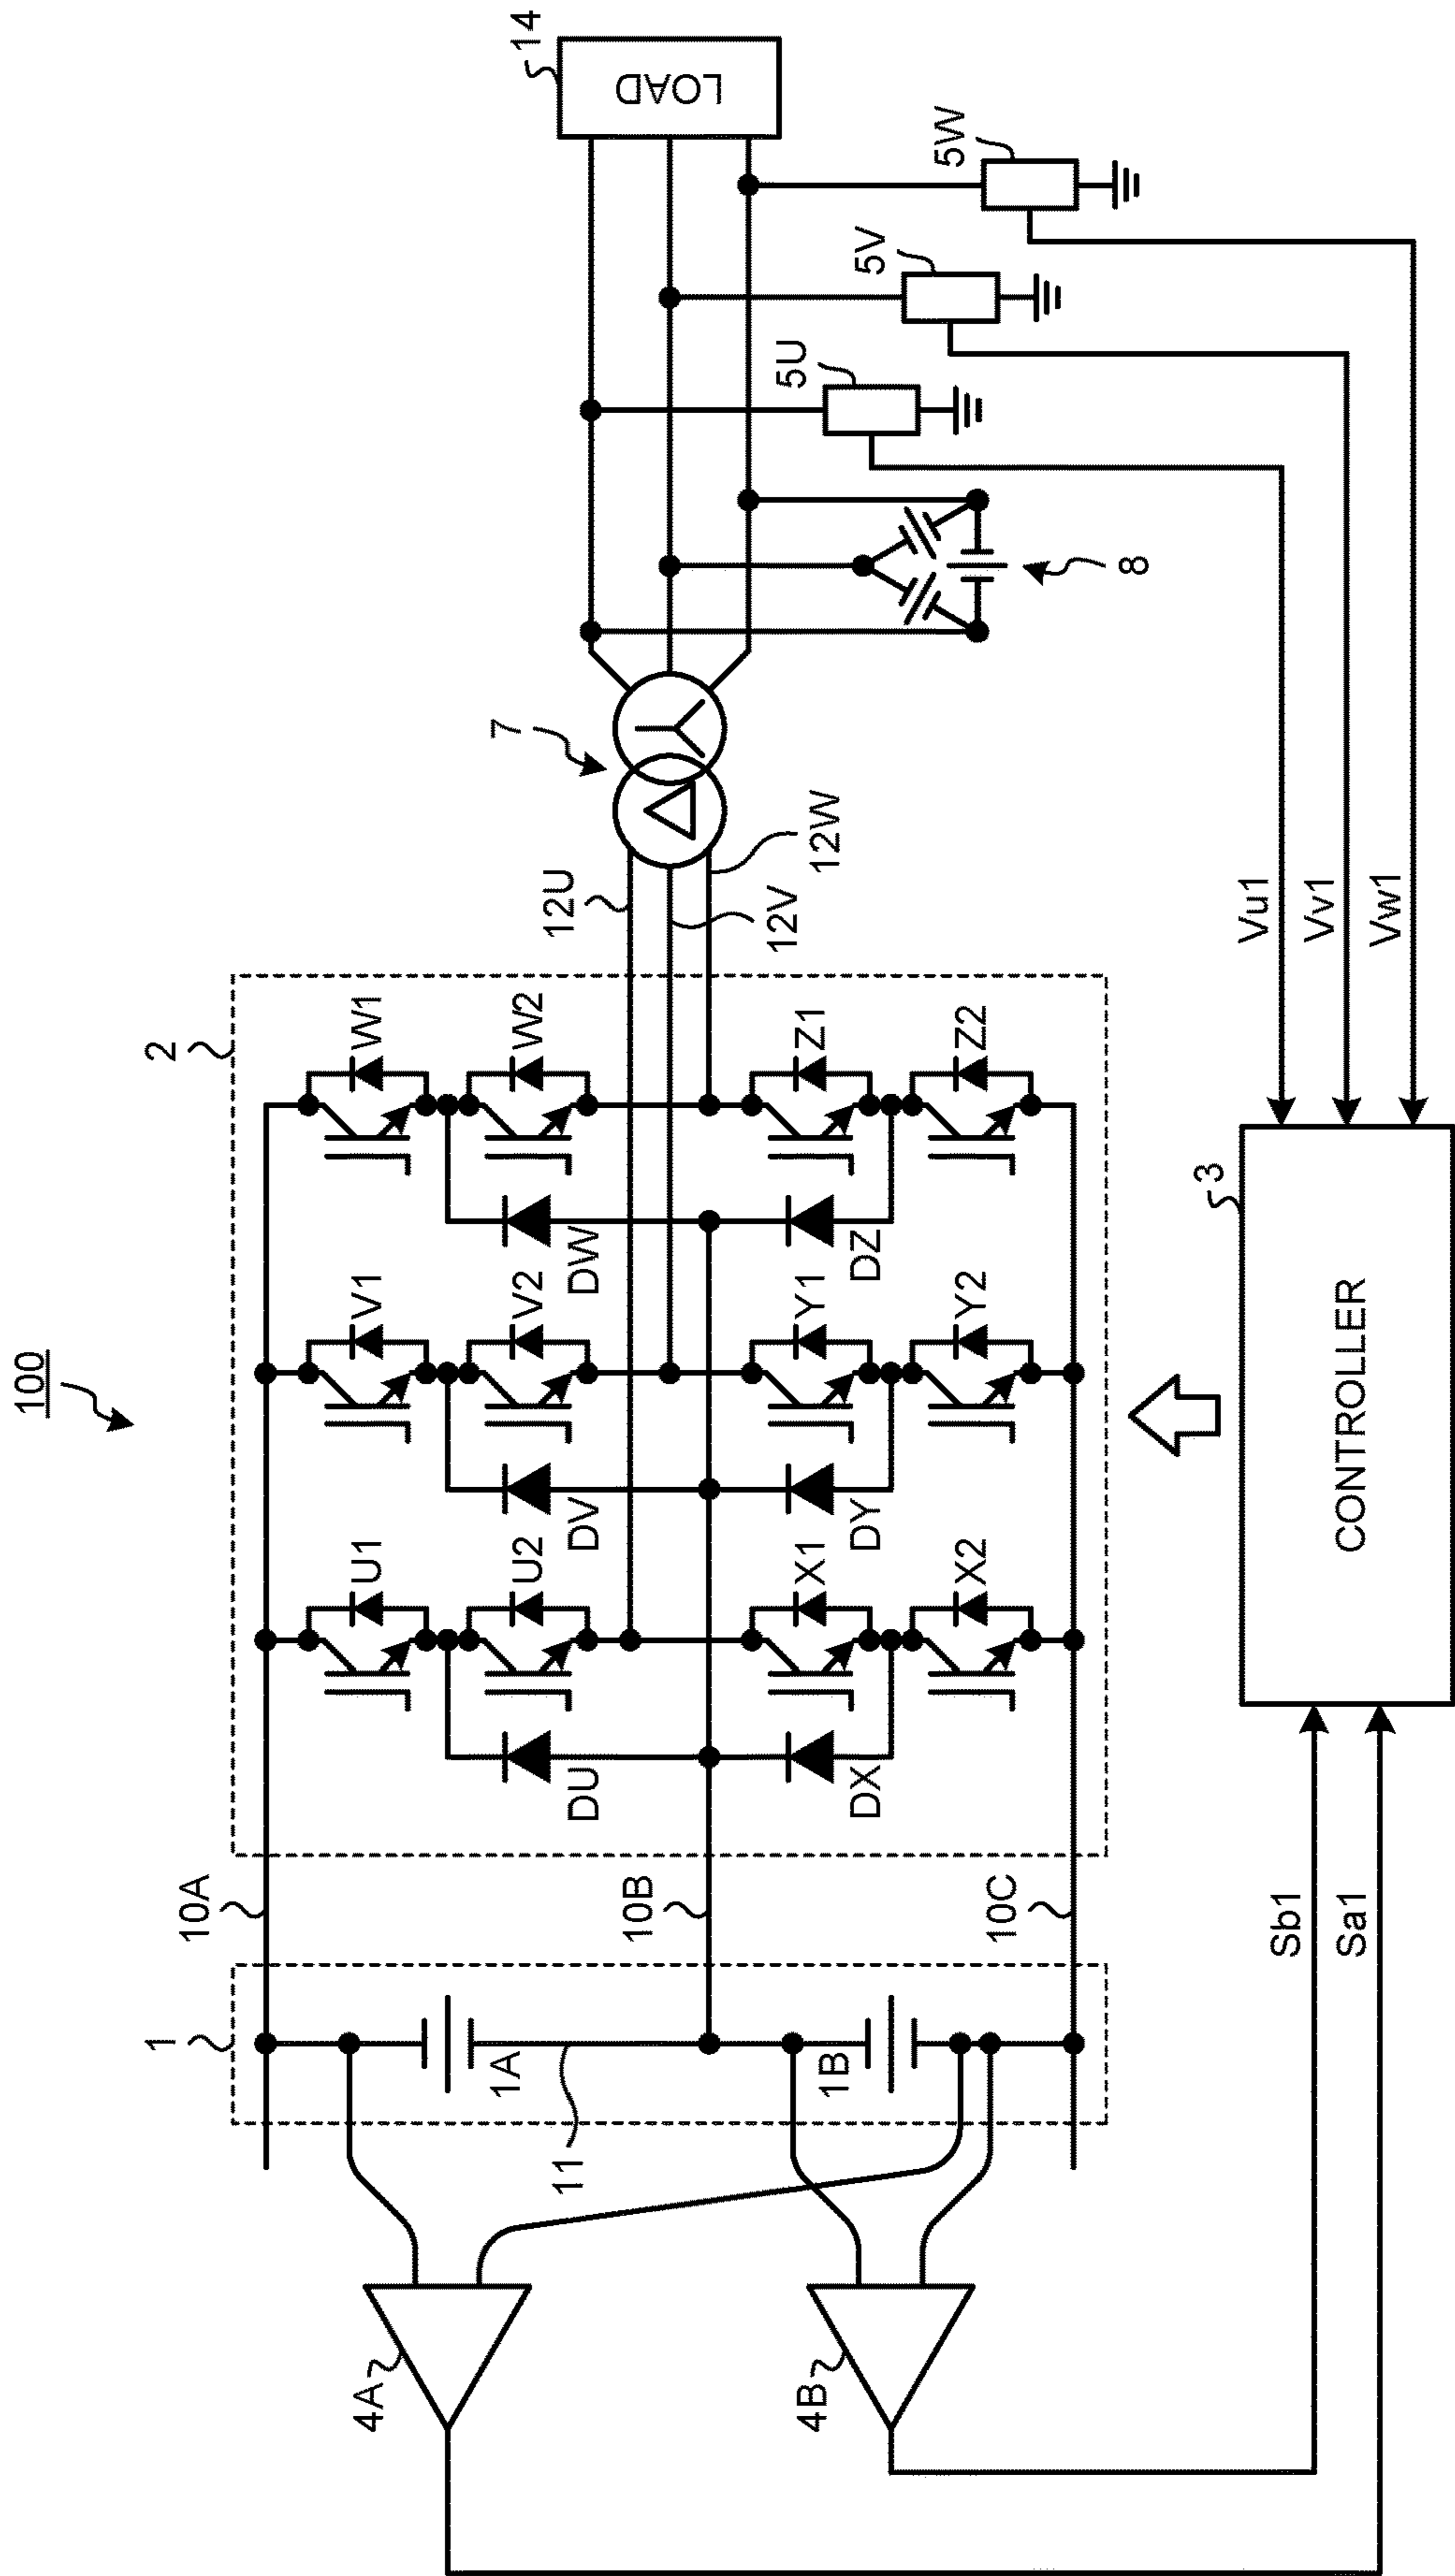 100
1
10A
2
U1
V1
W1
4A
1A
DU
U2
DV
V2
DW
W2
12U
7
14
LOAD
11
10B
12V
12W
5U
5V
5W
4B
1B
DX
X1
DY
Y1
DZ
Z1
10C
X2
Y2
Z2
8
Sb1
Sa1
3
CONTROLLER
Vu1
Vv1
Vw1